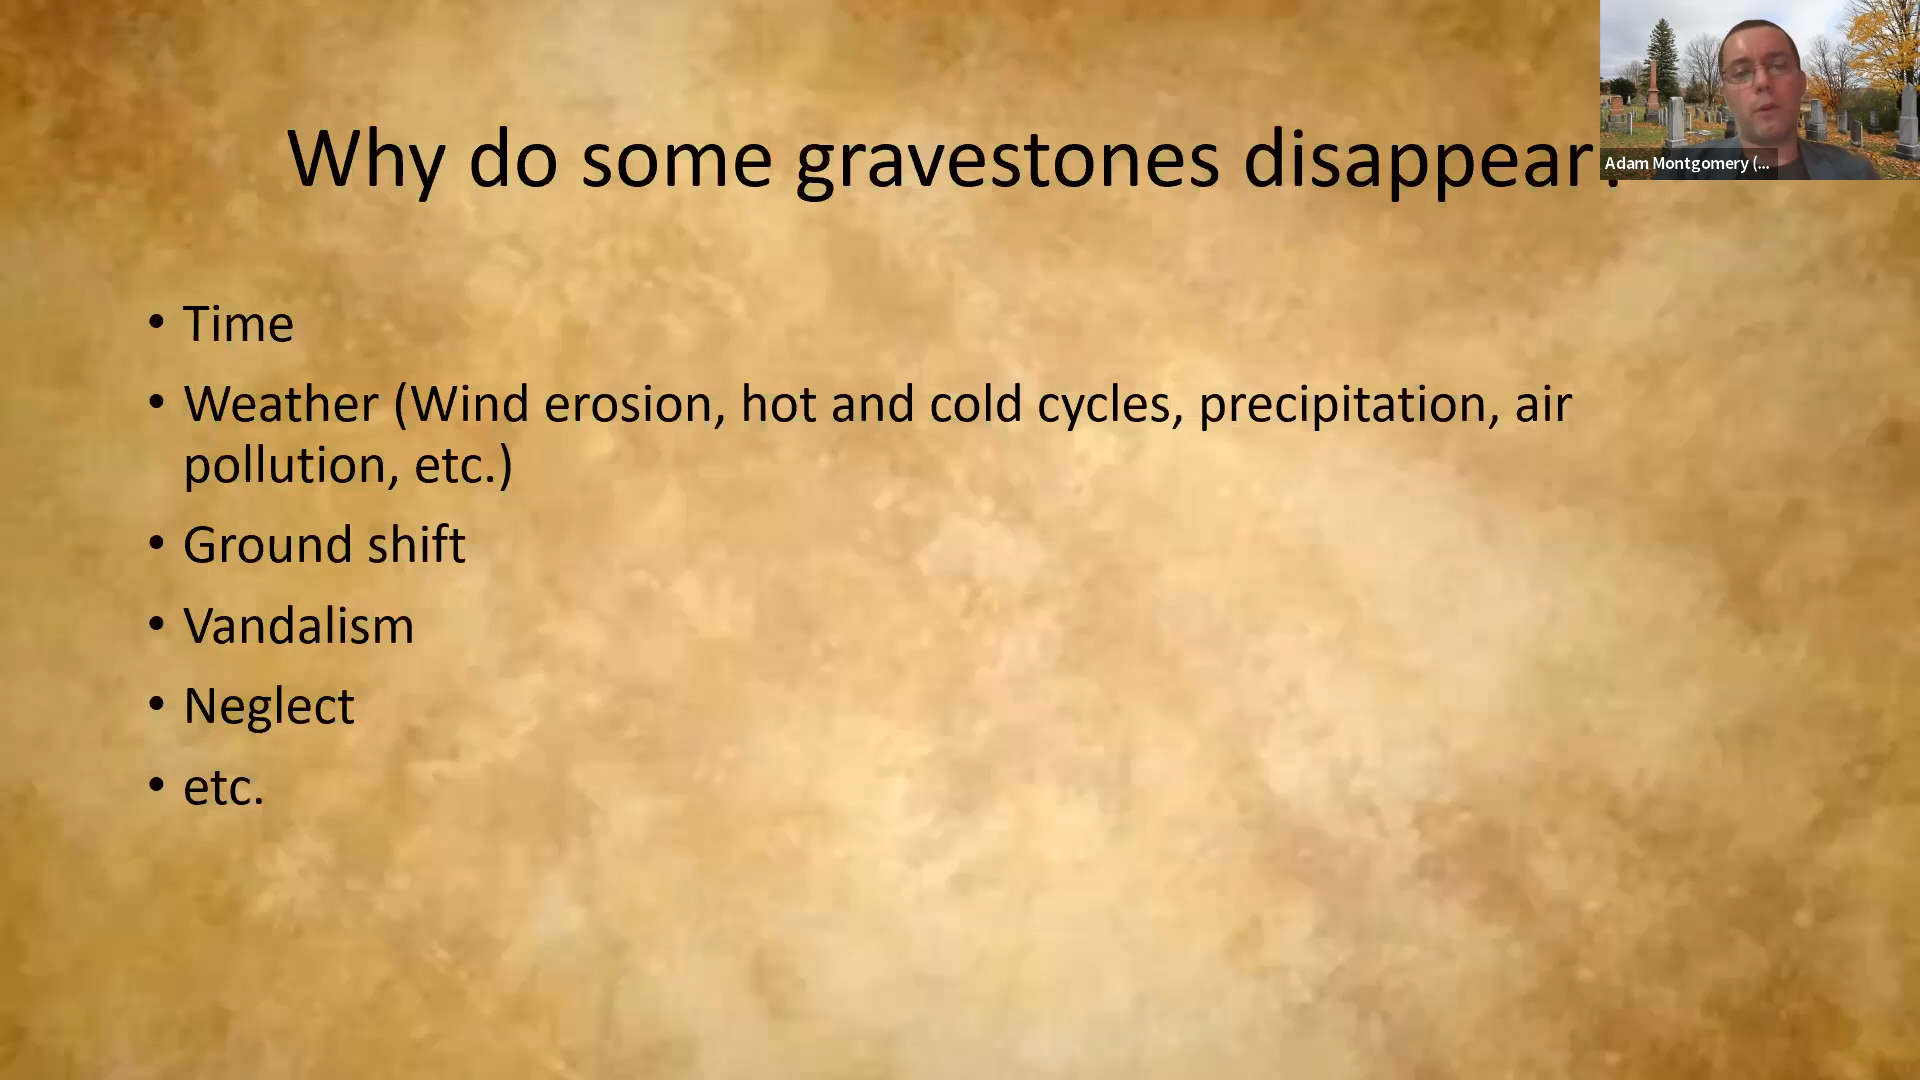 Why do some gravestones disappear?
Adam Montgomery (...
• Time
• Weather (Wind erosion, hot and cold cycles, precipitation, air
pollution, etc.)
• Ground shift
• Vandalism
• Neglect
• etc.